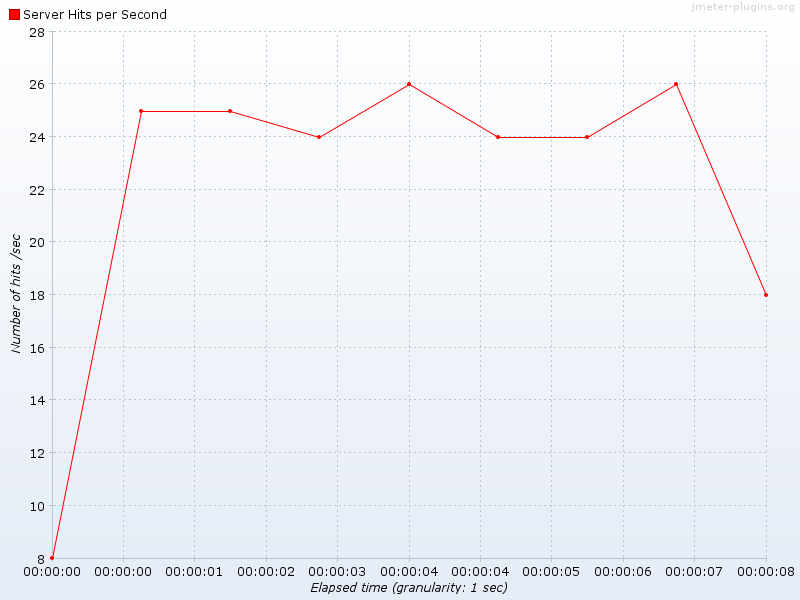 jmeter-plugins.org
Server Hits per Second
28
26
24
22
20
18
16
14
12
10
8
Number of hits /sec
00:00:00 00:00:00 00:00:01 00:00:02 00:00:03 00:00:04 00:00:04 00:00:05 00:00:06 00:00:07 00:00:08
Elapsed time (granularity: 1 sec)